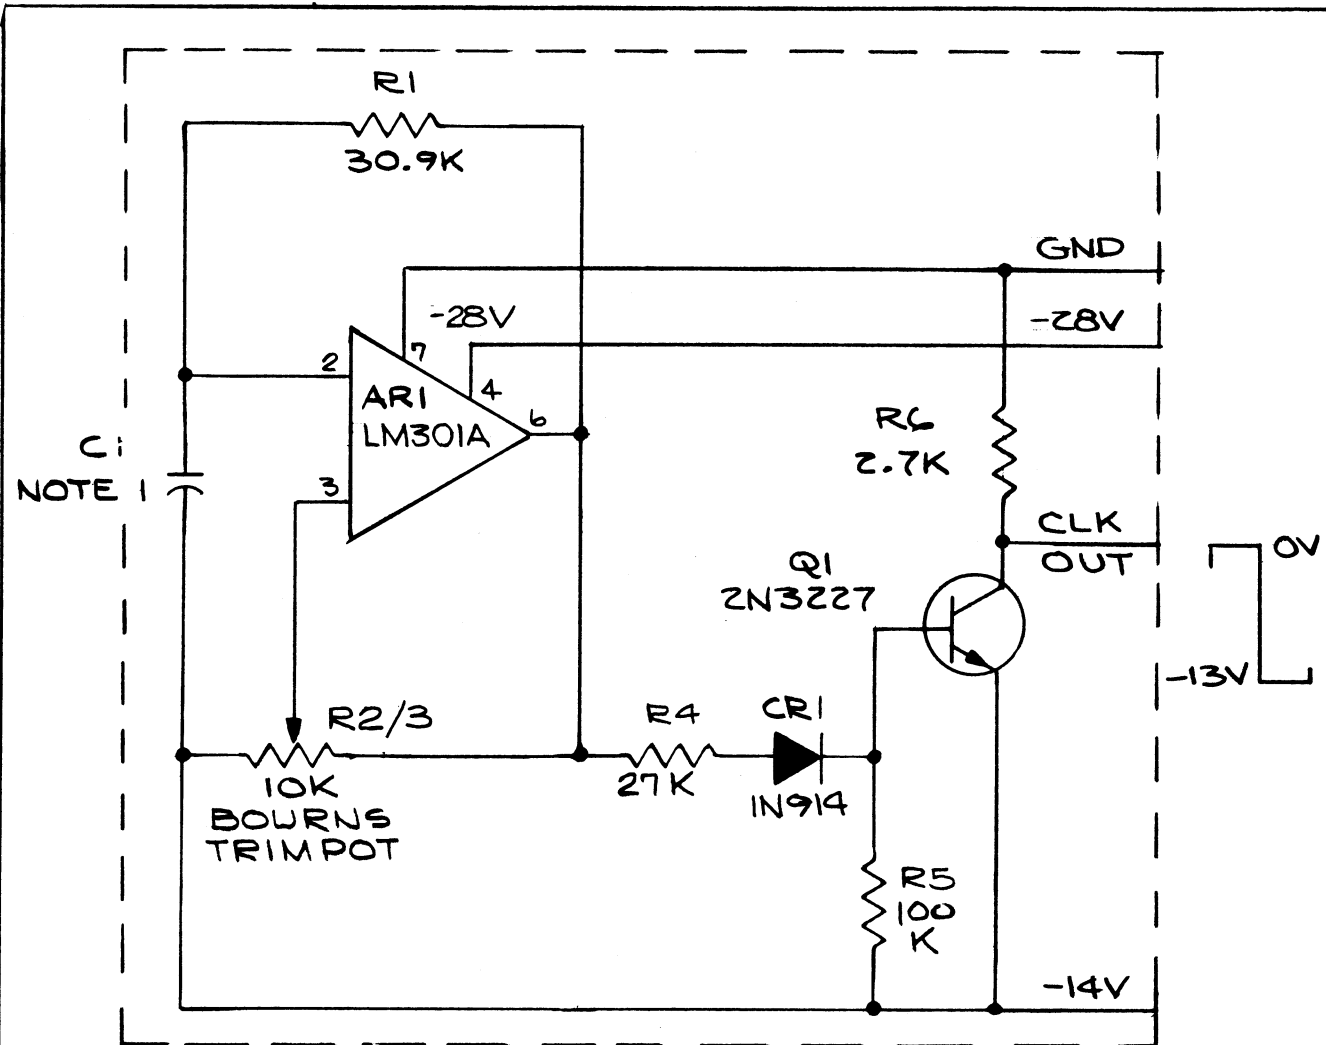 R1
30.9K
GND
-28V
-28V
7
2
4
AR1
LM301A
6
R6
2.7K
C1
NOTE 1
3
CLK
OUT
0V
Q1
2N3227
-13V
R2/3
R4
CR1
10K
BOURNS
TRIMPOT
27K
1N914
R5
100
K
-14V